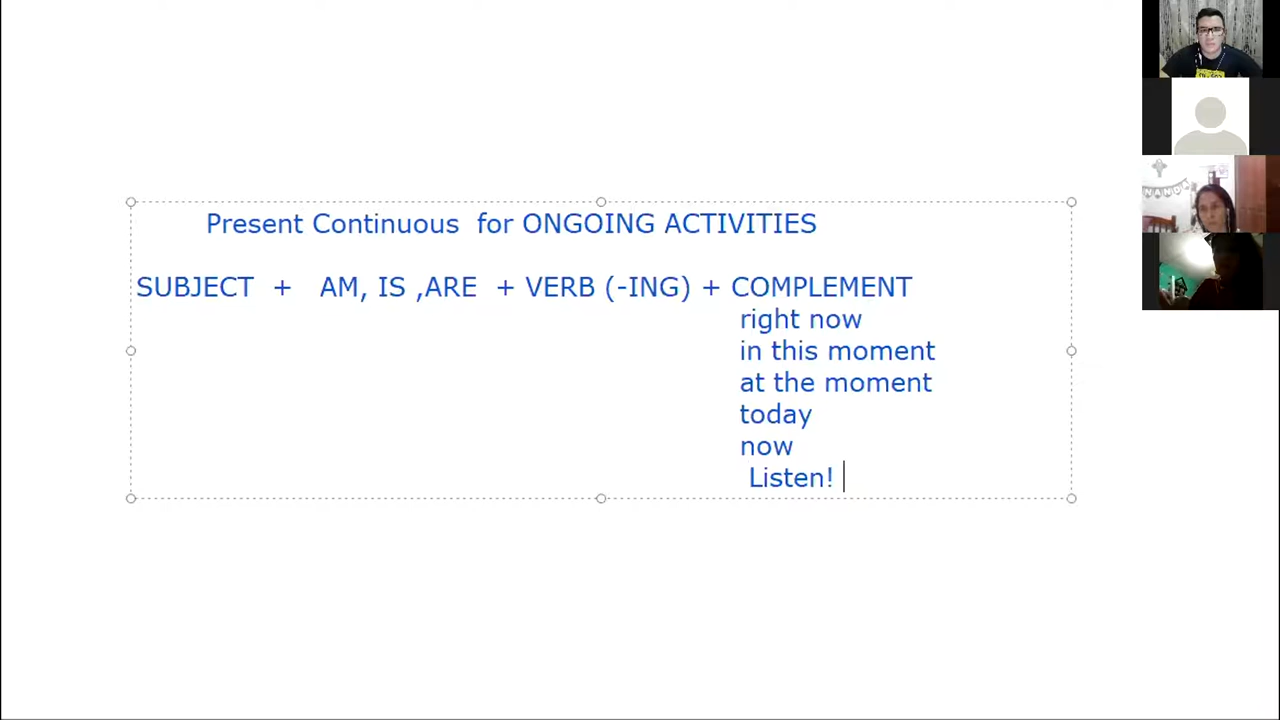 Present Continuous  for ONGOING ACTIVITIES
SUBJECT  +   AM, IS ,ARE  + VERB (-ING) + COMPLEMENT
right now
in this moment
at the moment
today
now
Listen!